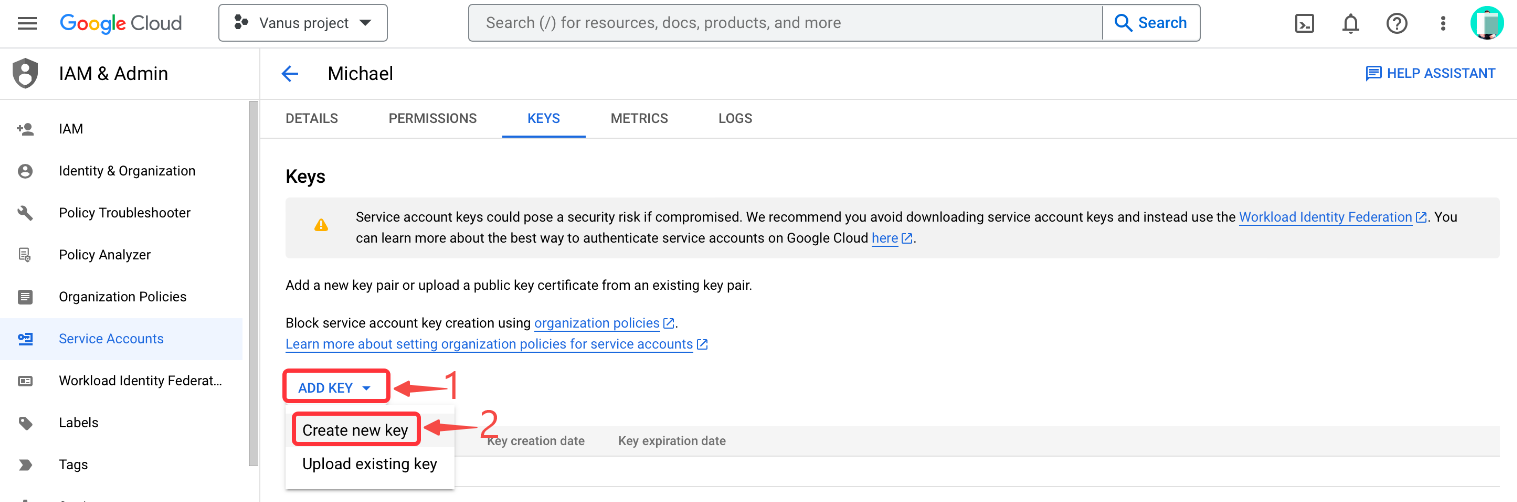 Google Cloud
Vanus project
Search (/) for resources, docs, products, and more
Search
IAM & Admin
Michael
HELP ASSISTANT
IAM
Identity & Organization
Policy Troubleshooter
Policy Analyzer
Organization Policies
Service Accounts
Workload Identity Federat...
Labels
Tags
DETAILS
PERMISSIONS
KEYS
METRICS
LOGS
Keys
Service account keys could pose a security risk if compromised. We recommend you avoid downloading service account keys and instead use the Workload Identity Federation. You
can learn more about the best way to authenticate service accounts on Google Cloud here.
Add a new key pair or upload a public key certificate from an existing key pair.
Block service account key creation using organization policies.
Learn more about setting organization policies for service accounts
ADD KEY
1
Create new key
2
Key creation date
Key expiration date
Upload existing key